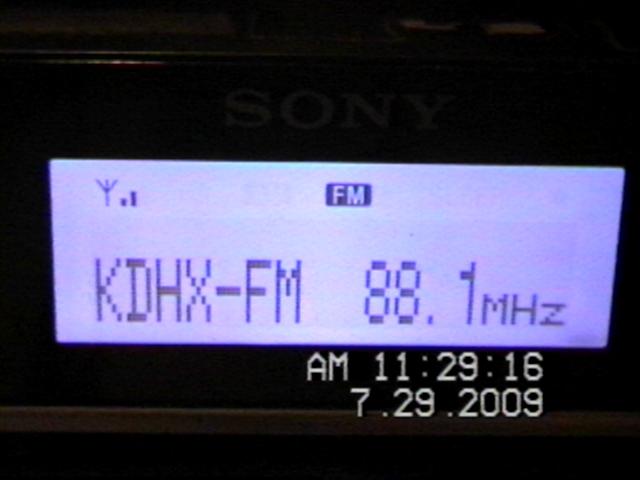 SONY
FM
KDHX-FM 88.1MHz
AM 11:29:16
7.29.2009